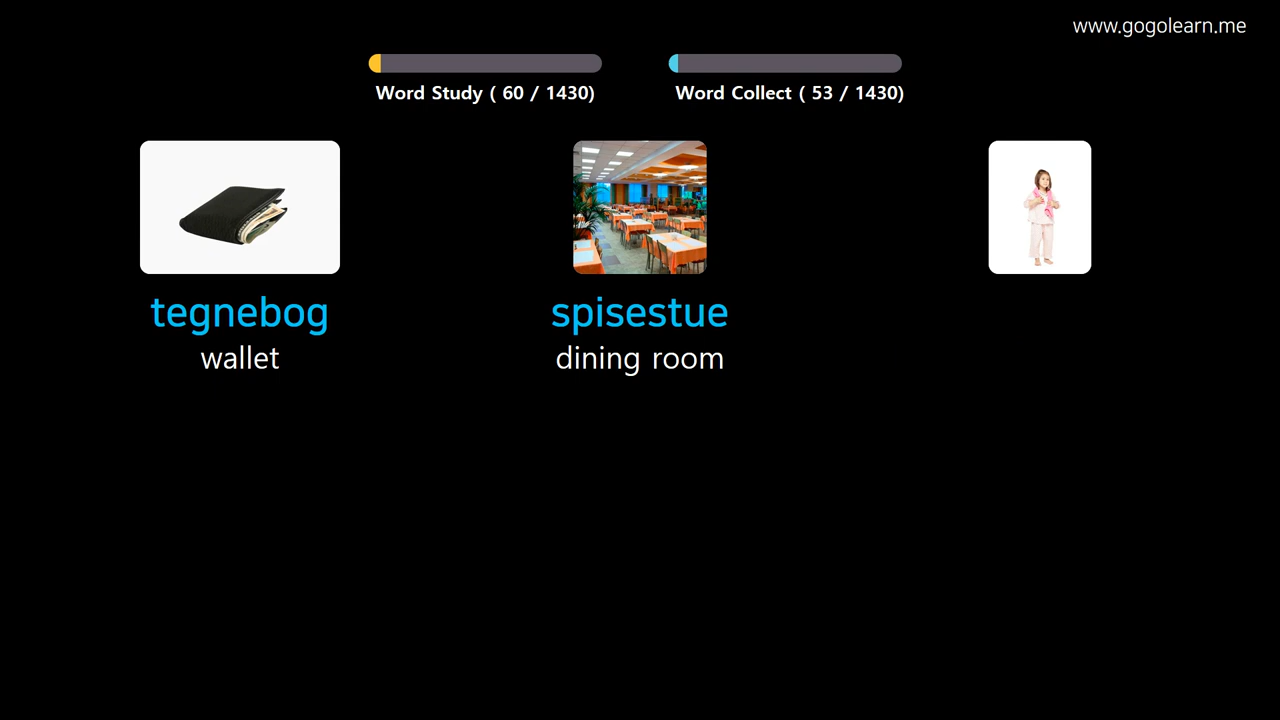 www.gogolearn.me
Word Study ( 60 / 1430)
Word Collect ( 53 / 1430)
tegnebog
wallet
spisestue
dining room